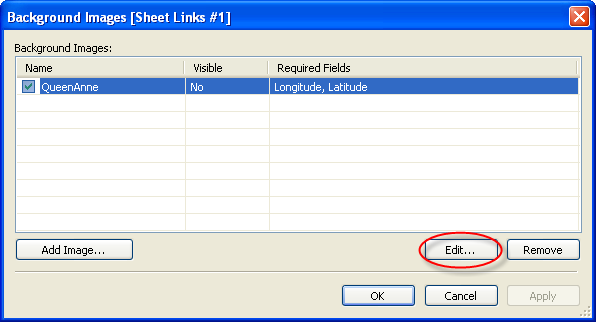 Background Images [Sheet Links #1]
Background Images:
Name Visible Required Fields
QueenAnne No Longitude, Latitude
Add Image... Edit... Remove
OK Cancel Apply